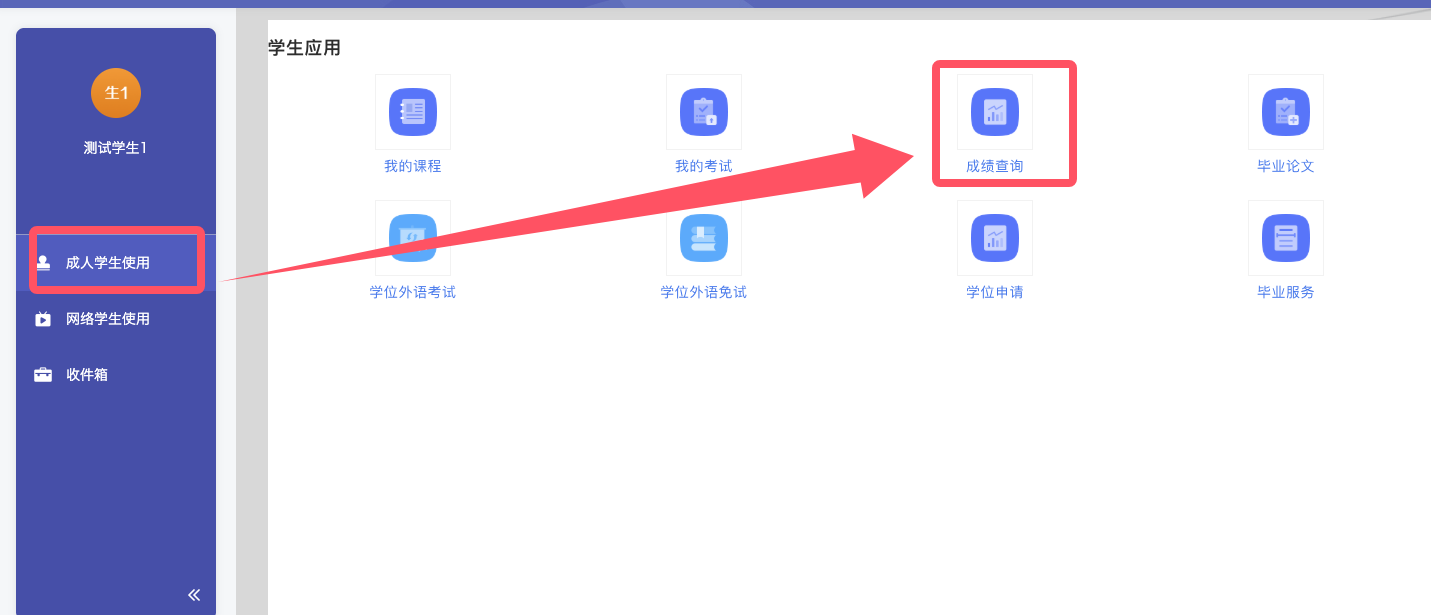 生1
测试学生1
成人学生使用
网络学生使用
收件箱
学生应用
我的课程
我的考试
成绩查询
毕业论文
学位外语考试
学位外语免试
学位申请
毕业服务